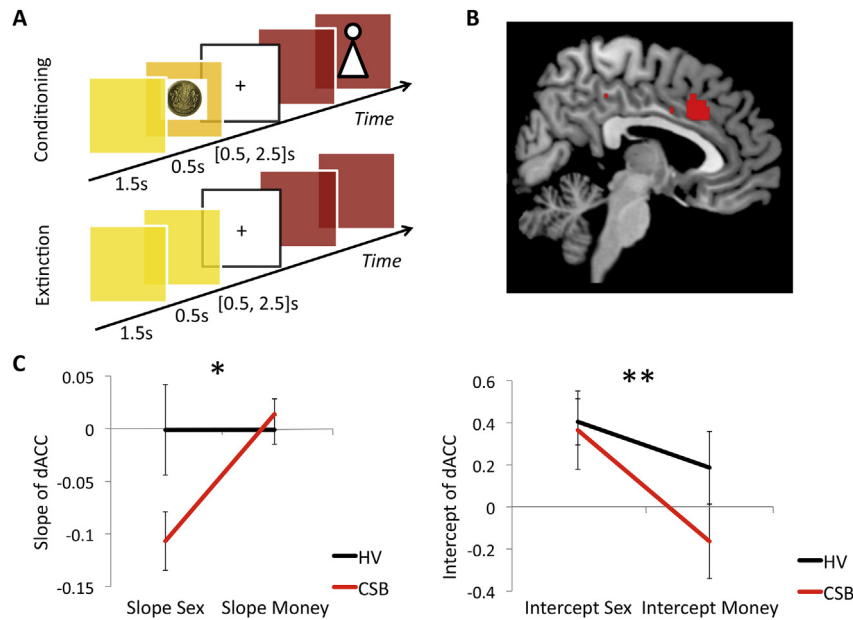 A
Conditioning
1.5s
0.5s
[0.5, 2.5]s
Time
+
Extinction
1.5s
0.5s
[0.5, 2.5]s
Time
+
B
C
*
0.05
0
-0.05
-0.1
-0.15
Slope of dACC
Slope Sex
Slope Money
HV
CSB
**
0.6
0.4
0.2
0
-0.2
-0.4
Intercept of dACC
Intercept Sex
Intercept Money
HV
CSB